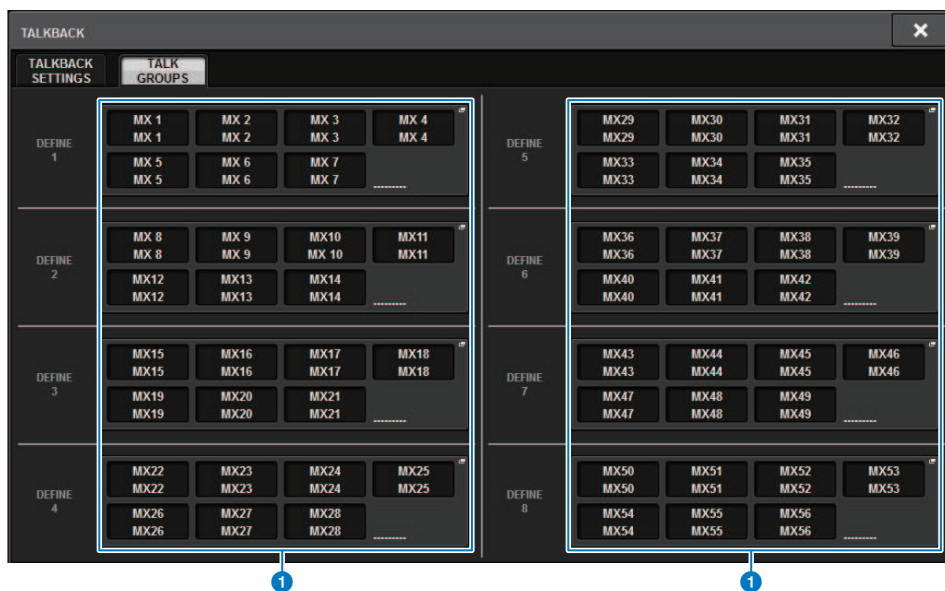 TALKBACK
TALKBACK SETTINGS
TALK GROUPS
DEFINE 1
MX 1 MX 2 MX 3 MX 4
MX 1 MX 2 MX 3 MX 4
MX 5 MX 6 MX 7
MX 5 MX 6 MX 7
DEFINE 2
MX 8 MX 9 MX10 MX11
MX 8 MX 9 MX 10 MX11
MX12 MX13 MX14
MX12 MX13 MX14
DEFINE 3
MX15 MX16 MX17 MX18
MX15 MX16 MX17 MX18
MX19 MX20 MX21
MX19 MX20 MX21
DEFINE 4
MX22 MX23 MX24 MX25
MX22 MX23 MX24 MX25
MX26 MX27 MX28
MX26 MX27 MX28
1
DEFINE 5
MX29 MX30 MX31 MX32
MX29 MX30 MX31 MX32
MX33 MX34 MX35
MX33 MX34 MX35
DEFINE 6
MX36 MX37 MX38 MX39
MX36 MX37 MX38 MX39
MX40 MX41 MX42
MX40 MX41 MX42
DEFINE 7
MX43 MX44 MX45 MX46
MX43 MX44 MX45 MX46
MX47 MX48 MX49
MX47 MX48 MX49
DEFINE 8
MX50 MX51 MX52 MX53
MX50 MX51 MX52 MX53
MX54 MX55 MX56
MX54 MX55 MX56
1